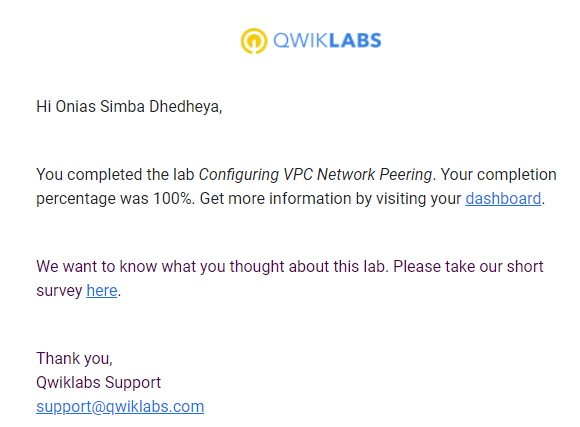 QWIKLABS
Hi Onias Simba Dhedheya,
You completed the lab Configuring VPC Network Peering. Your completion
percentage was 100%. Get more information by visiting your dashboard.
We want to know what you thought about this lab. Please take our short
survey here.
Thank you,
Qwiklabs Support
support@qwiklabs.com